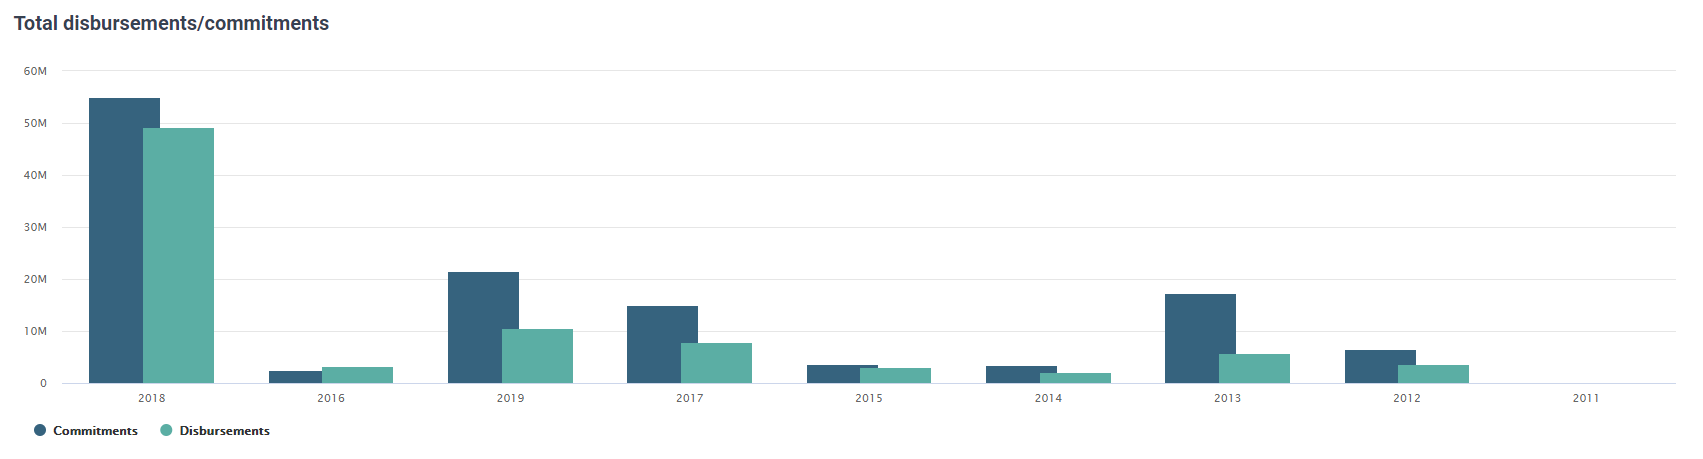 Total disbursements/commitments
60M
50M
40M
30M
20M
10M
0
2018 2016 2019 2017 2015 2014 2013 2012 2011
Commitments Disbursements